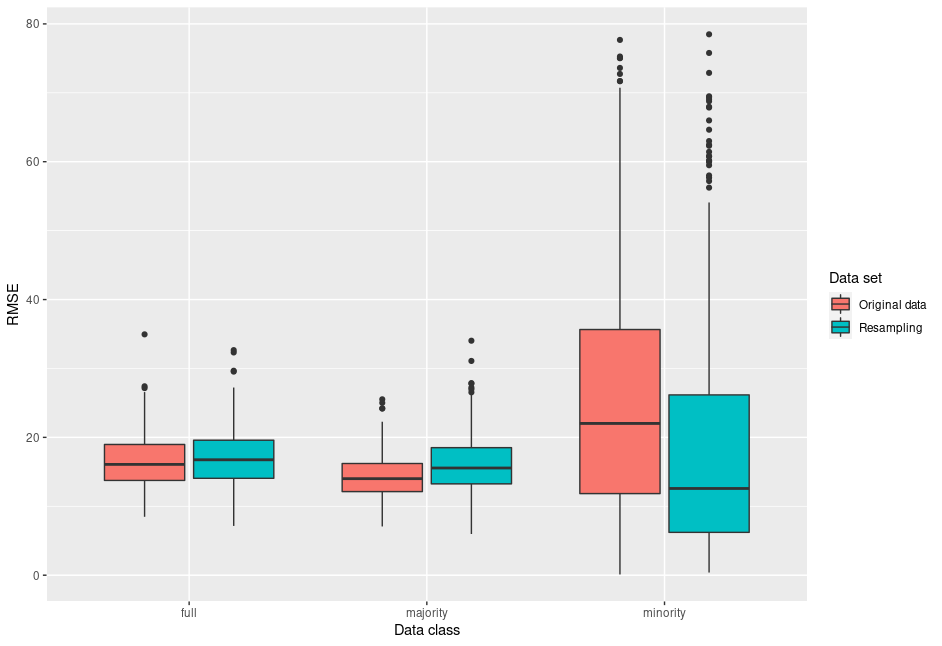 80
60
40
20
0
RMSE
full
majority
minority
Data class
Data set
Original data
Resampling